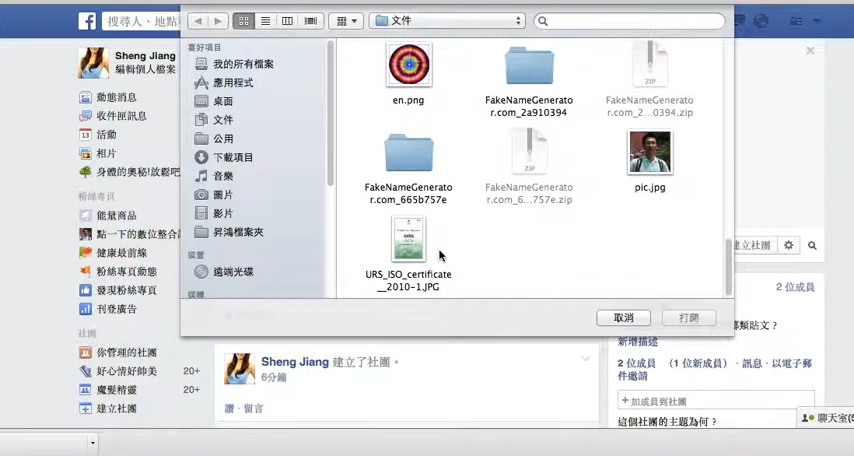 搜尋人、地點
文件
Sheng Jiang
編輯個人檔案
動態消息
收件匣訊息
活動
相片
身體的奧秘!放鬆吧
粉絲專頁
能量商品
點一下的數位整合
健康最前線
粉絲專頁動態
發現粉絲專頁
刊登廣告
社團
你管理的社團
好心情好帥美 20+
魔髮精靈 20+
建立社團
喜好項目
我的所有檔案
應用程式
桌面
文件
公用
下載項目
音樂
圖片
影片
昇鴻檔案夾
裝置
遠端光碟
媒體
en.png
FakeNameGenerator.com_2a910394
FakeNameGenerator.com_2...0394.zip
FakeNameGenerator.com_665b757e
FakeNameGenerator.com_6...757e.zip
pic.jpg
URS_ISO_certificate__2010-1.JPG
取消
打開
Sheng Jiang 建立了社團。
6分鐘
讚 · 留言
建立社團
2 位成員
新增描述
2 位成員 (1 位新成員) · 訊息 · 以電子郵件邀請
+ 加成員到社團
這個社團的主題為何?
聊天室(